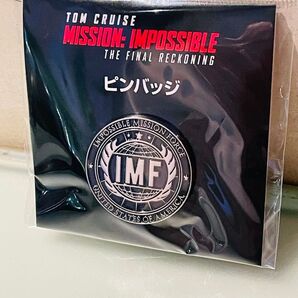 TOM CRUISE
MISSION: IMPOSSIBLE
THE FINAL RECKONING
ピンバッジ
IMPOSSIBLE MISSION FORCE
IMF
UNITED STATES OF AMERICA